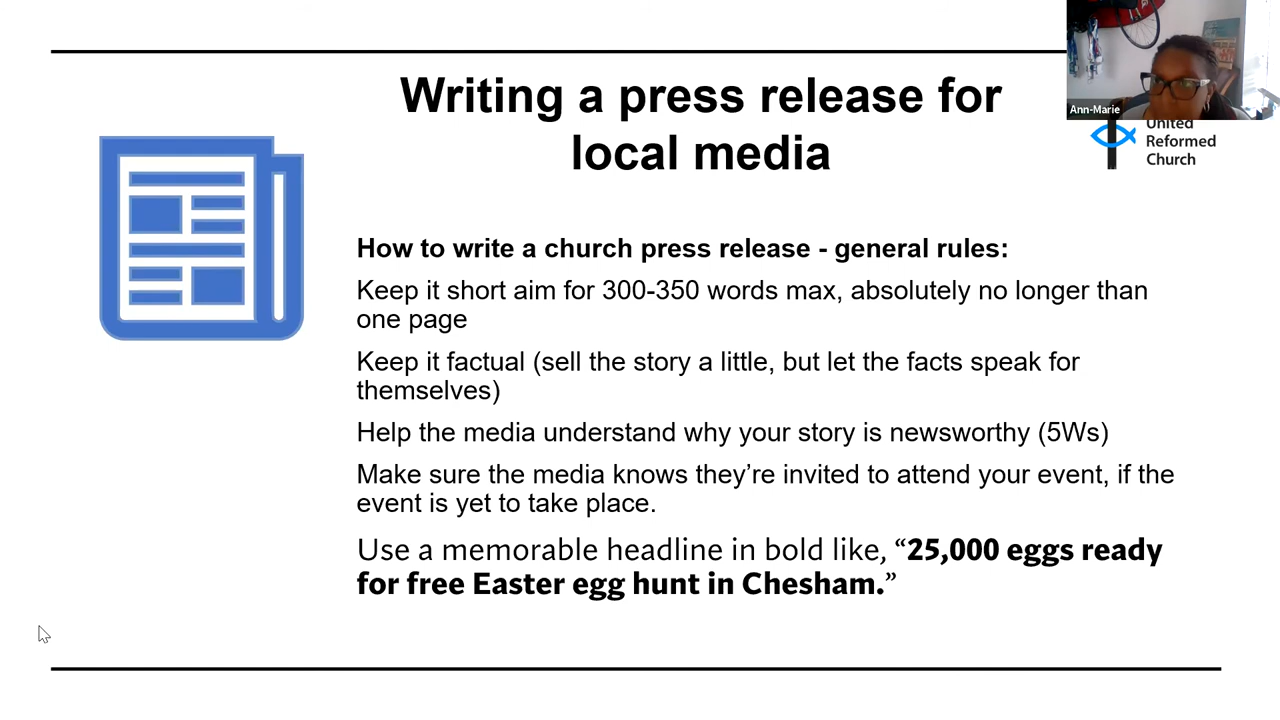 Writing a press release for
local media
Ann-Marie
United
Reformed
Church
How to write a church press release - general rules:
Keep it short aim for 300-350 words max, absolutely no longer than
one page
Keep it factual (sell the story a little, but let the facts speak for
themselves)
Help the media understand why your story is newsworthy (5Ws)
Make sure the media knows they’re invited to attend your event, if the
event is yet to take place.
Use a memorable headline in bold like, “25,000 eggs ready
for free Easter egg hunt in Chesham.”